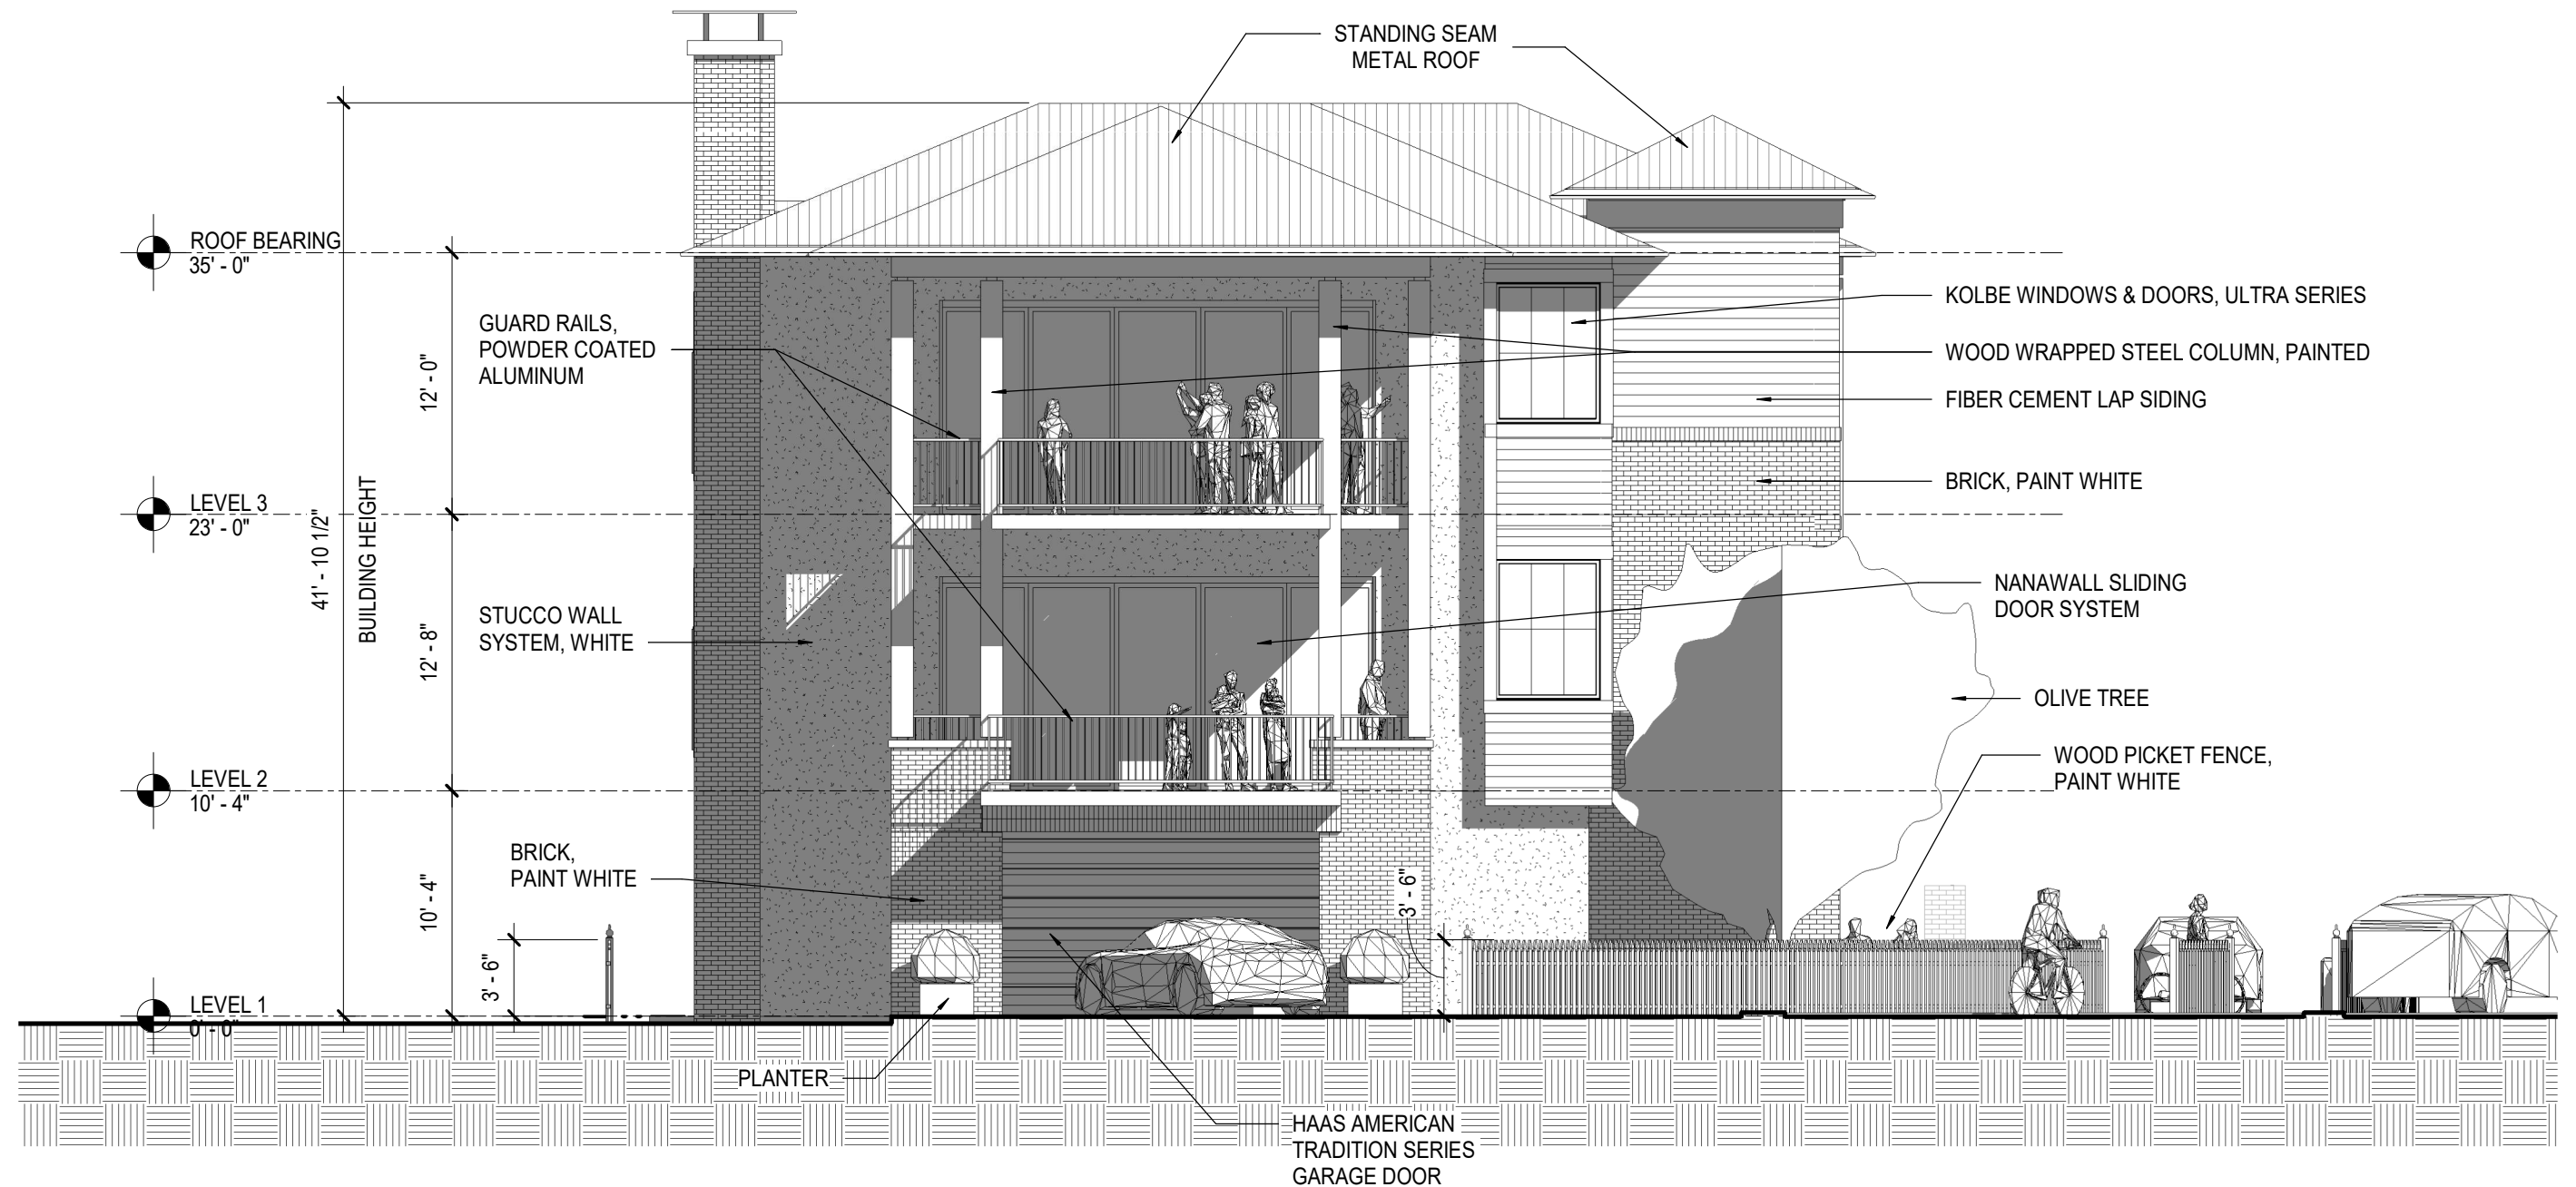 STANDING SEAM
METAL ROOF
ROOF BEARING
35' - 0"
KOLBE WINDOWS & DOORS, ULTRA SERIES
GUARD RAILS,
POWDER COATED
ALUMINUM
WOOD WRAPPED STEEL COLUMN, PAINTED
12' - 0"
FIBER CEMENT LAP SIDING
BRICK, PAINT WHITE
LEVEL 3
23' - 0"
41' - 10 1/2"
BUILDING HEIGHT
NANAWALL SLIDING
DOOR SYSTEM
STUCCO WALL
SYSTEM, WHITE
12' - 8"
OLIVE TREE
WOOD PICKET FENCE,
PAINT WHITE
LEVEL 2
10' - 4"
BRICK,
PAINT WHITE
10' - 4"
3' - 6"
3' - 6"
LEVEL 1
0' - 0"
PLANTER
HAAS AMERICAN
TRADITION SERIES
GARAGE DOOR